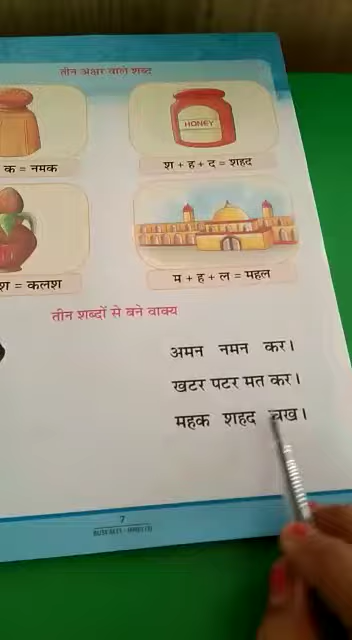 तीन अक्षर वाले शब्द
HONEY
क = नमक
श + ह + द = शहद
श = कलश
म + ह + ल = महल
तीन शब्दों से बने वाक्य
अमन नमन कर।
खटर पटर मत कर।
महक शहद चख।
7